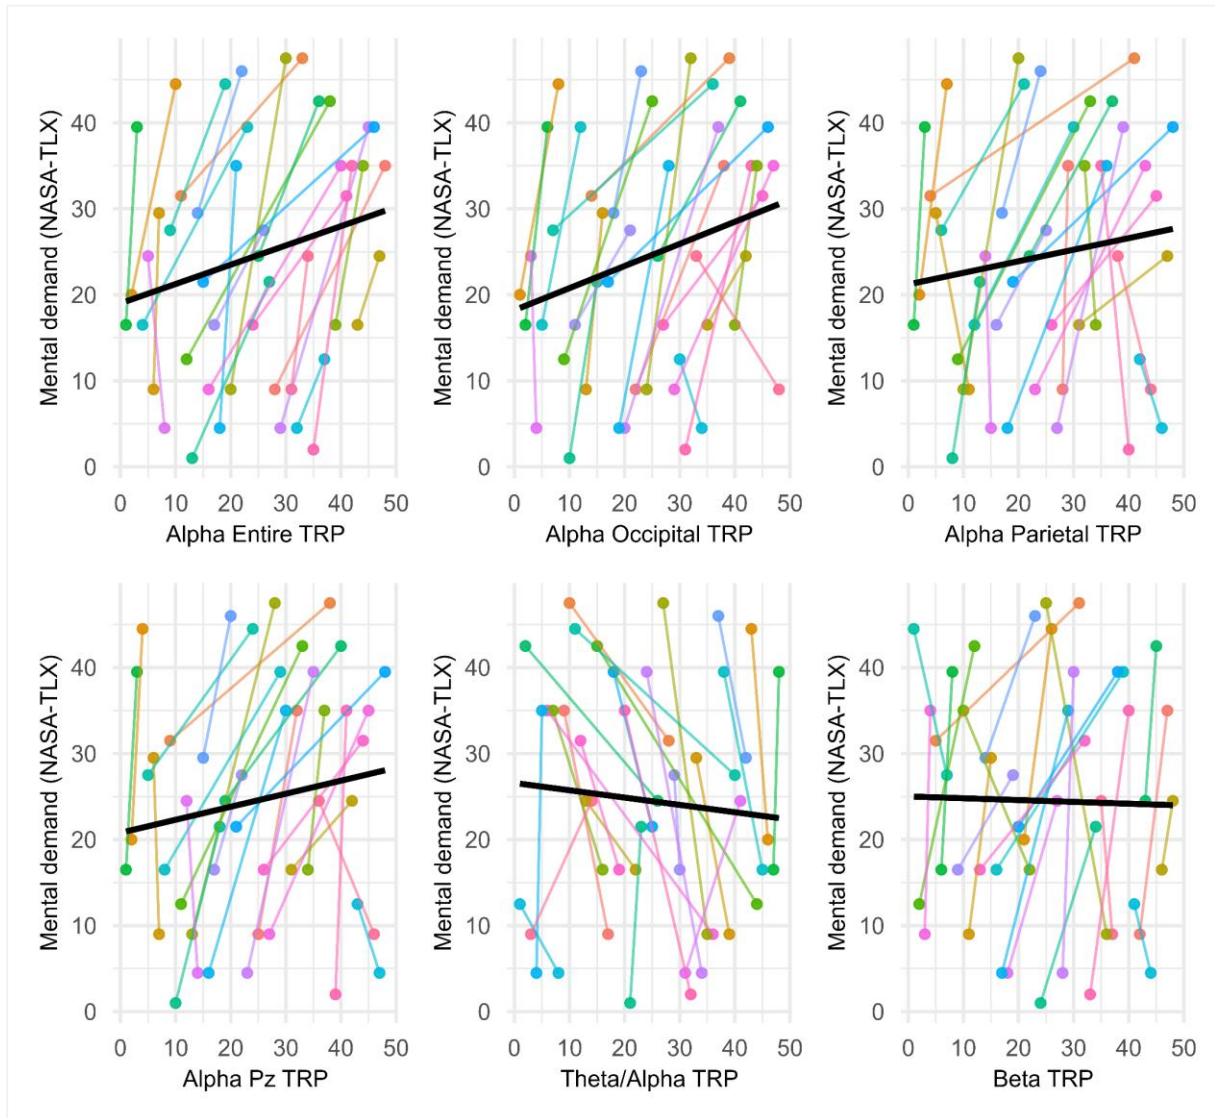 Mental demand (NASA-TLX)
40
30
20
10
0
0 10 20 30 40 50
Alpha Entire TRP
Mental demand (NASA-TLX)
40
30
20
10
0
0 10 20 30 40 50
Alpha Occipital TRP
Mental demand (NASA-TLX)
40
30
20
10
0
0 10 20 30 40 50
Alpha Parietal TRP
Mental demand (NASA-TLX)
40
30
20
10
0
0 10 20 30 40 50
Alpha Pz TRP
Mental demand (NASA-TLX)
40
30
20
10
0
0 10 20 30 40 50
Theta/Alpha TRP
Mental demand (NASA-TLX)
40
30
20
10
0
0 10 20 30 40 50
Beta TRP